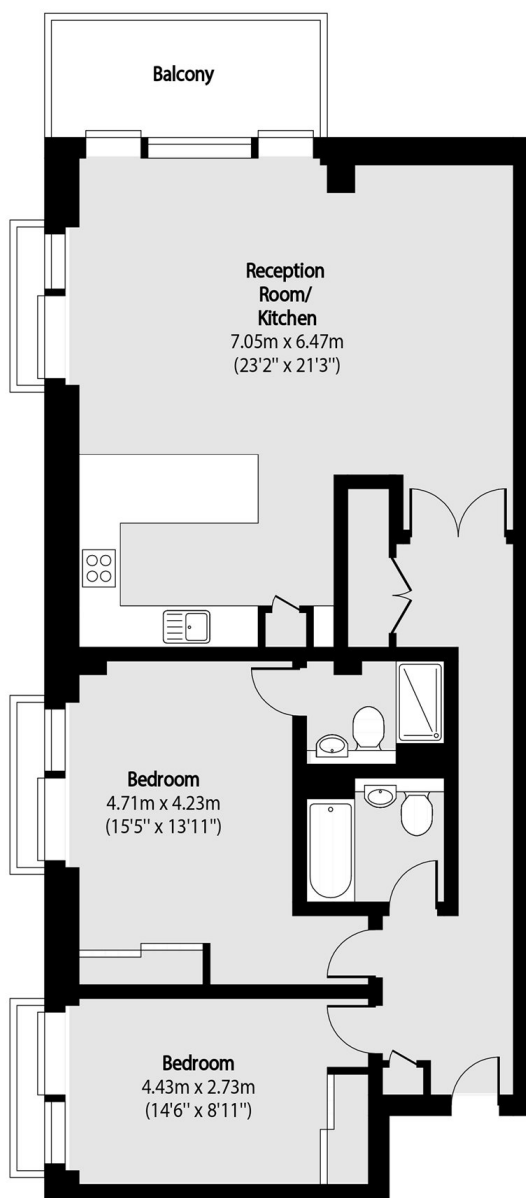 Balcony
Reception
Room/
Kitchen
7.05m x 6.47m
(23'2'' x 21'3'')
Bedroom
4.71m x 4.23m
(15'5'' x 13'11'')
Bedroom
4.43m x 2.73m
(14'6'' x 8'11'')